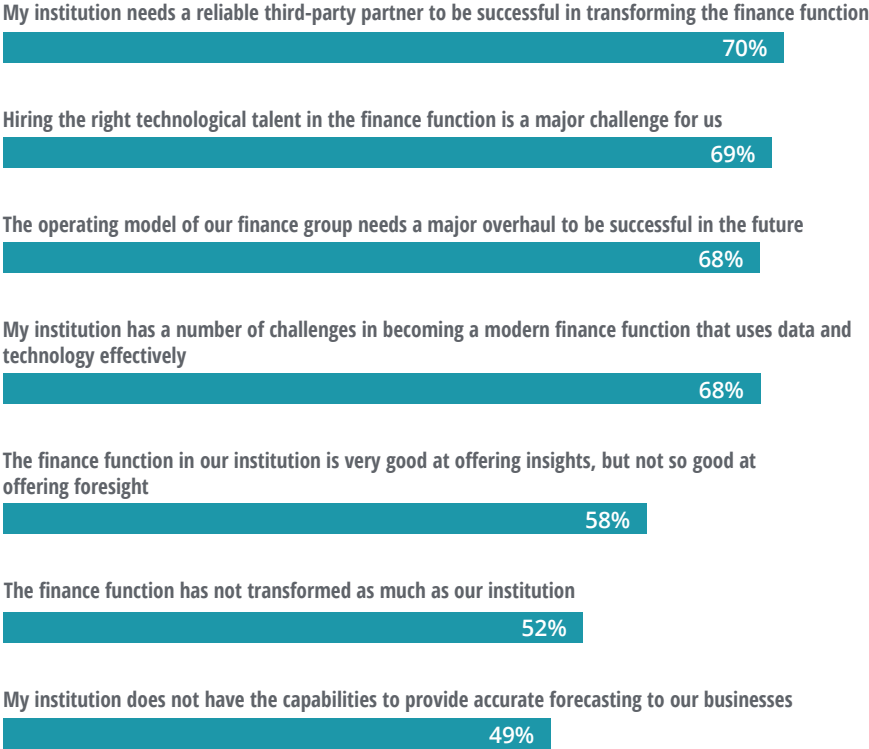 My institution needs a reliable third-party partner to be successful in transforming the finance function
70%
Hiring the right technological talent in the finance function is a major challenge for us
69%
The operating model of our finance group needs a major overhaul to be successful in the future
68%
My institution has a number of challenges in becoming a modern finance function that uses data and
technology effectively
68%
The finance function in our institution is very good at offering insights, but not so good at
offering foresight
58%
The finance function has not transformed as much as our institution
52%
My institution does not have the capabilities to provide accurate forecasting to our businesses
49%